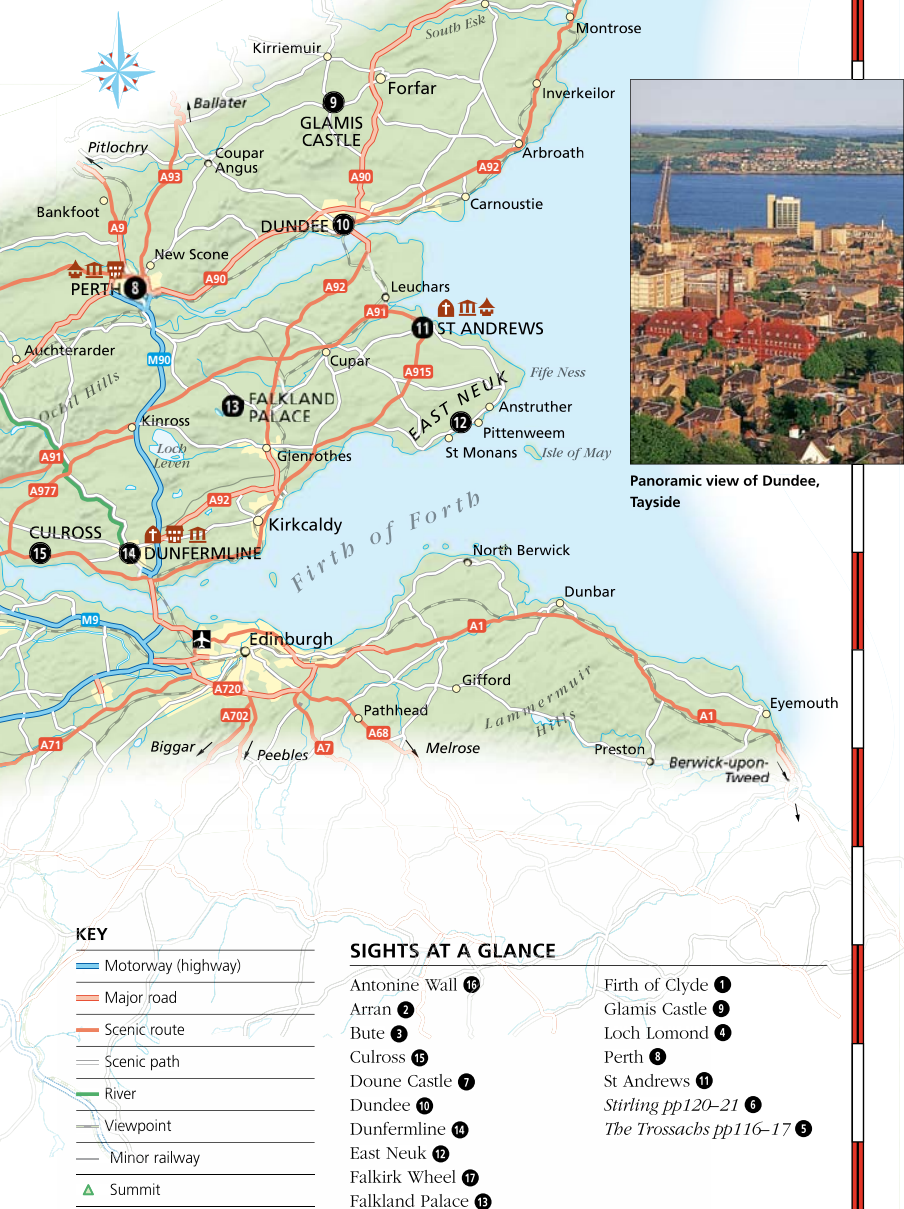 Montrose
South Esk
Kirriemuir
Forfar
Inverkeilor
Ballater
9
GLAMIS
CASTLE
Pitlochry
Coupar
Angus
Arbroath
A93
A90
A92
Bankfoot
Carnoustie
A9
DUNDEE 10
New Scone
A90
A92
Leuchars
PERTH 8
A91
11 ST ANDREWS
Auchterarder
M90
Cupar
A915
Fife Ness
Ochil Hills
13 FALKLAND
PALACE
EAST NEUK
12
Anstruther
Kinross
Pittenweem
Loch
Leven
A91
Glenrothes
St Monans
Isle of May
A977
A92
Kirkcaldy
Firth of Forth
CULROSS
15
14 DUNFERMLINE
North Berwick
Dunbar
M9
Edinburgh
A1
Gifford
A720
A702
Pathhead
Lammermuir
Hills
Eyemouth
A1
A71
Biggar
Peebles
A7
A68
Melrose
Preston
Berwick-upon-
Tweed
Panoramic view of Dundee,
Tayside
KEY
Motorway (highway)
Major road
Scenic route
Scenic path
River
Viewpoint
Minor railway
Summit
SIGHTS AT A GLANCE
Antonine Wall 16
Arran 2
Bute 3
Culross 15
Doune Castle 7
Dundee 10
Dunfermline 14
East Neuk 12
Falkirk Wheel 17
Falkland Palace 13
Firth of Clyde 1
Glamis Castle 9
Loch Lomond 4
Perth 8
St Andrews 11
Stirling pp120–21 6
The Trossachs pp116–17 5